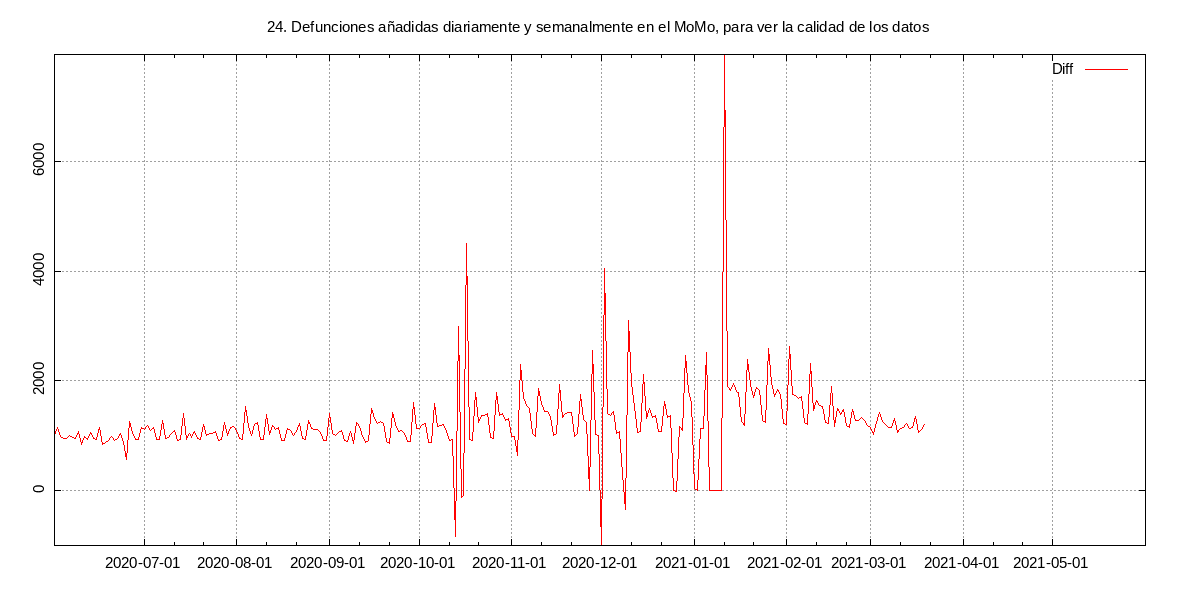 24. Defunciones añadidas diariamente y semanalmente en el MoMo, para ver la calidad de los datos
Diff
6000
4000
2000
0
2020-07-01 2020-08-01 2020-09-01 2020-10-01 2020-11-01 2020-12-01 2021-01-01 2021-02-01 2021-03-01 2021-04-01 2021-05-01